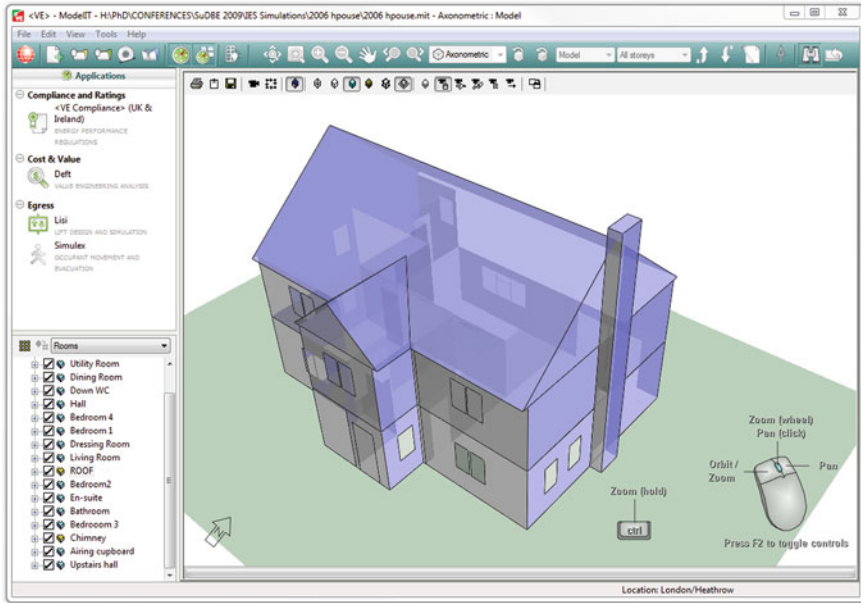 <VE> - ModelIT - H:\PhD\CONFERENCES\SuDBE 2009\IES Simulations\2006 hpouse\2006 hpouse.mit - Axonometric : Model
File Edit View Tools Help
Axonometric
Model
All storeys
Applications
Compliance and Ratings
<VE Compliance> (UK &
Ireland)
ENERGY PERFORMANCE
REGULATIONS
Cost & Value
Deft
VALUE ENGINEERING ANALYSIS
Egress
Lisi
LIFT DESIGN AND SIMULATION
Simulex
OCCUPANT MOVEMENT AND
EVACUATION
Rooms
Utility Room
Dining Room
Down WC
Hall
Bedroom 4
Bedroom 1
Dressing Room
Living Room
ROOF
Bedroom2
En-suite
Bathroom
Bedrooom 3
Chimney
Airing cupboard
Upstairs hall
N
Zoom (wheel)
Pan (click)
Orbit /
Zoom
Pan
Zoom (hold)
ctrl
Press F2 to toggle controls
Location: London/Heathrow